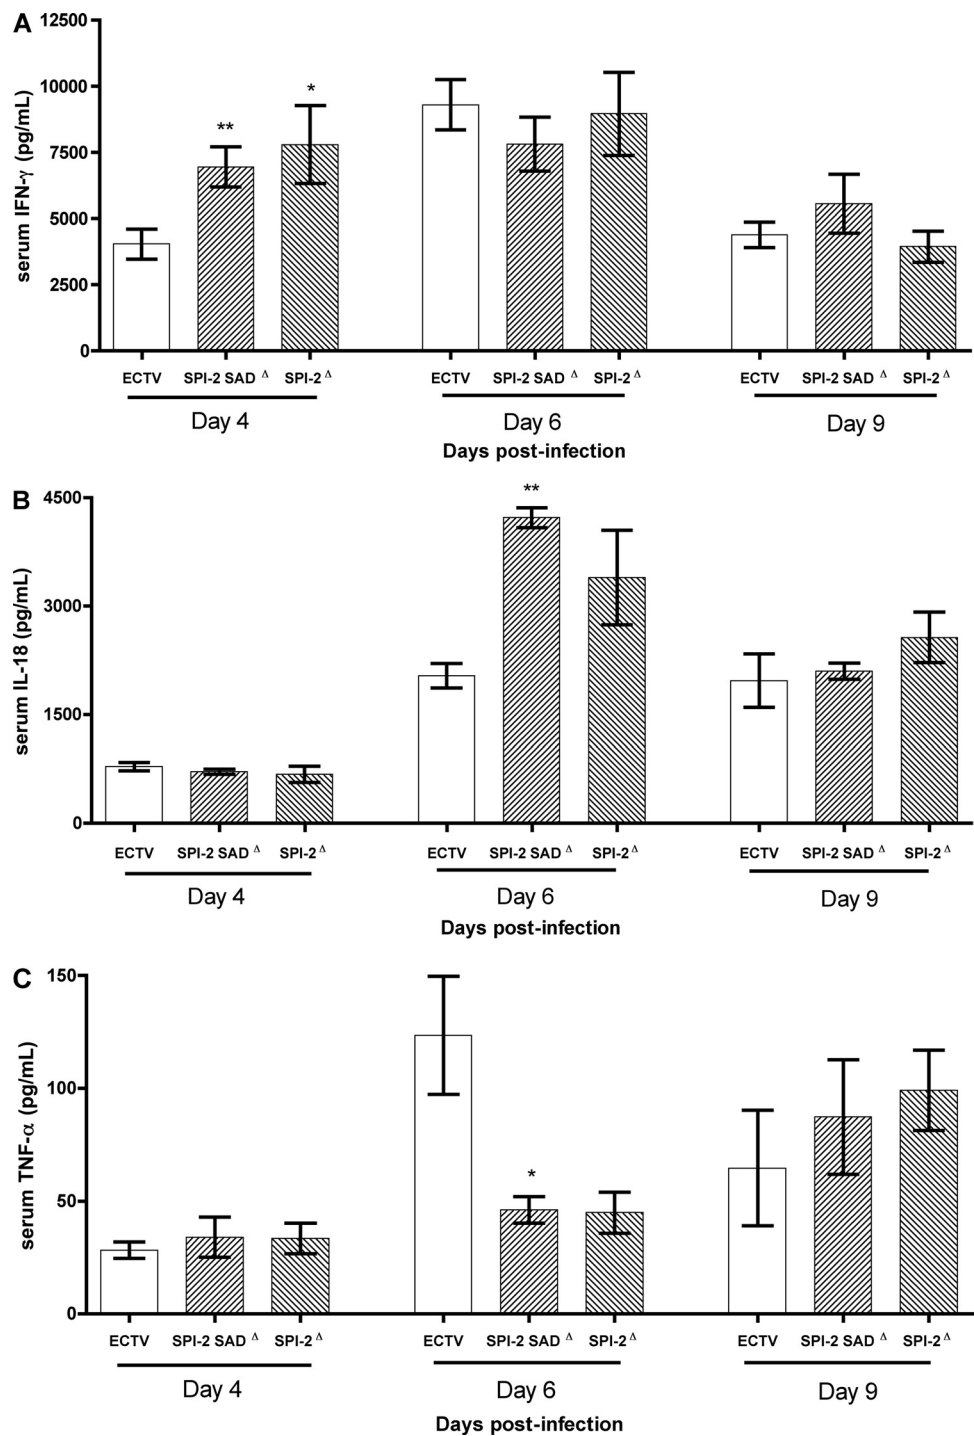 A
serum IFN-γ (pg/mL)
12500
10000
7500
5000
2500
0
** *
ECTV SPI-2 SAD Δ SPI-2 Δ ECTV SPI-2 SAD Δ SPI-2 Δ ECTV SPI-2 SAD Δ SPI-2 Δ
Day 4 Day 6 Day 9
Days post-infection
B
serum IL-18 (pg/mL)
4500
3000
1500
0
**
ECTV SPI-2 SAD Δ SPI-2 Δ ECTV SPI-2 SAD Δ SPI-2 Δ ECTV SPI-2 SAD Δ SPI-2 Δ
Day 4 Day 6 Day 9
Days post-infection
C
serum TNF-α (pg/mL)
150
100
50
0
*
ECTV SPI-2 SAD Δ SPI-2 Δ ECTV SPI-2 SAD Δ SPI-2 Δ ECTV SPI-2 SAD Δ SPI-2 Δ
Day 4 Day 6 Day 9
Days post-infection